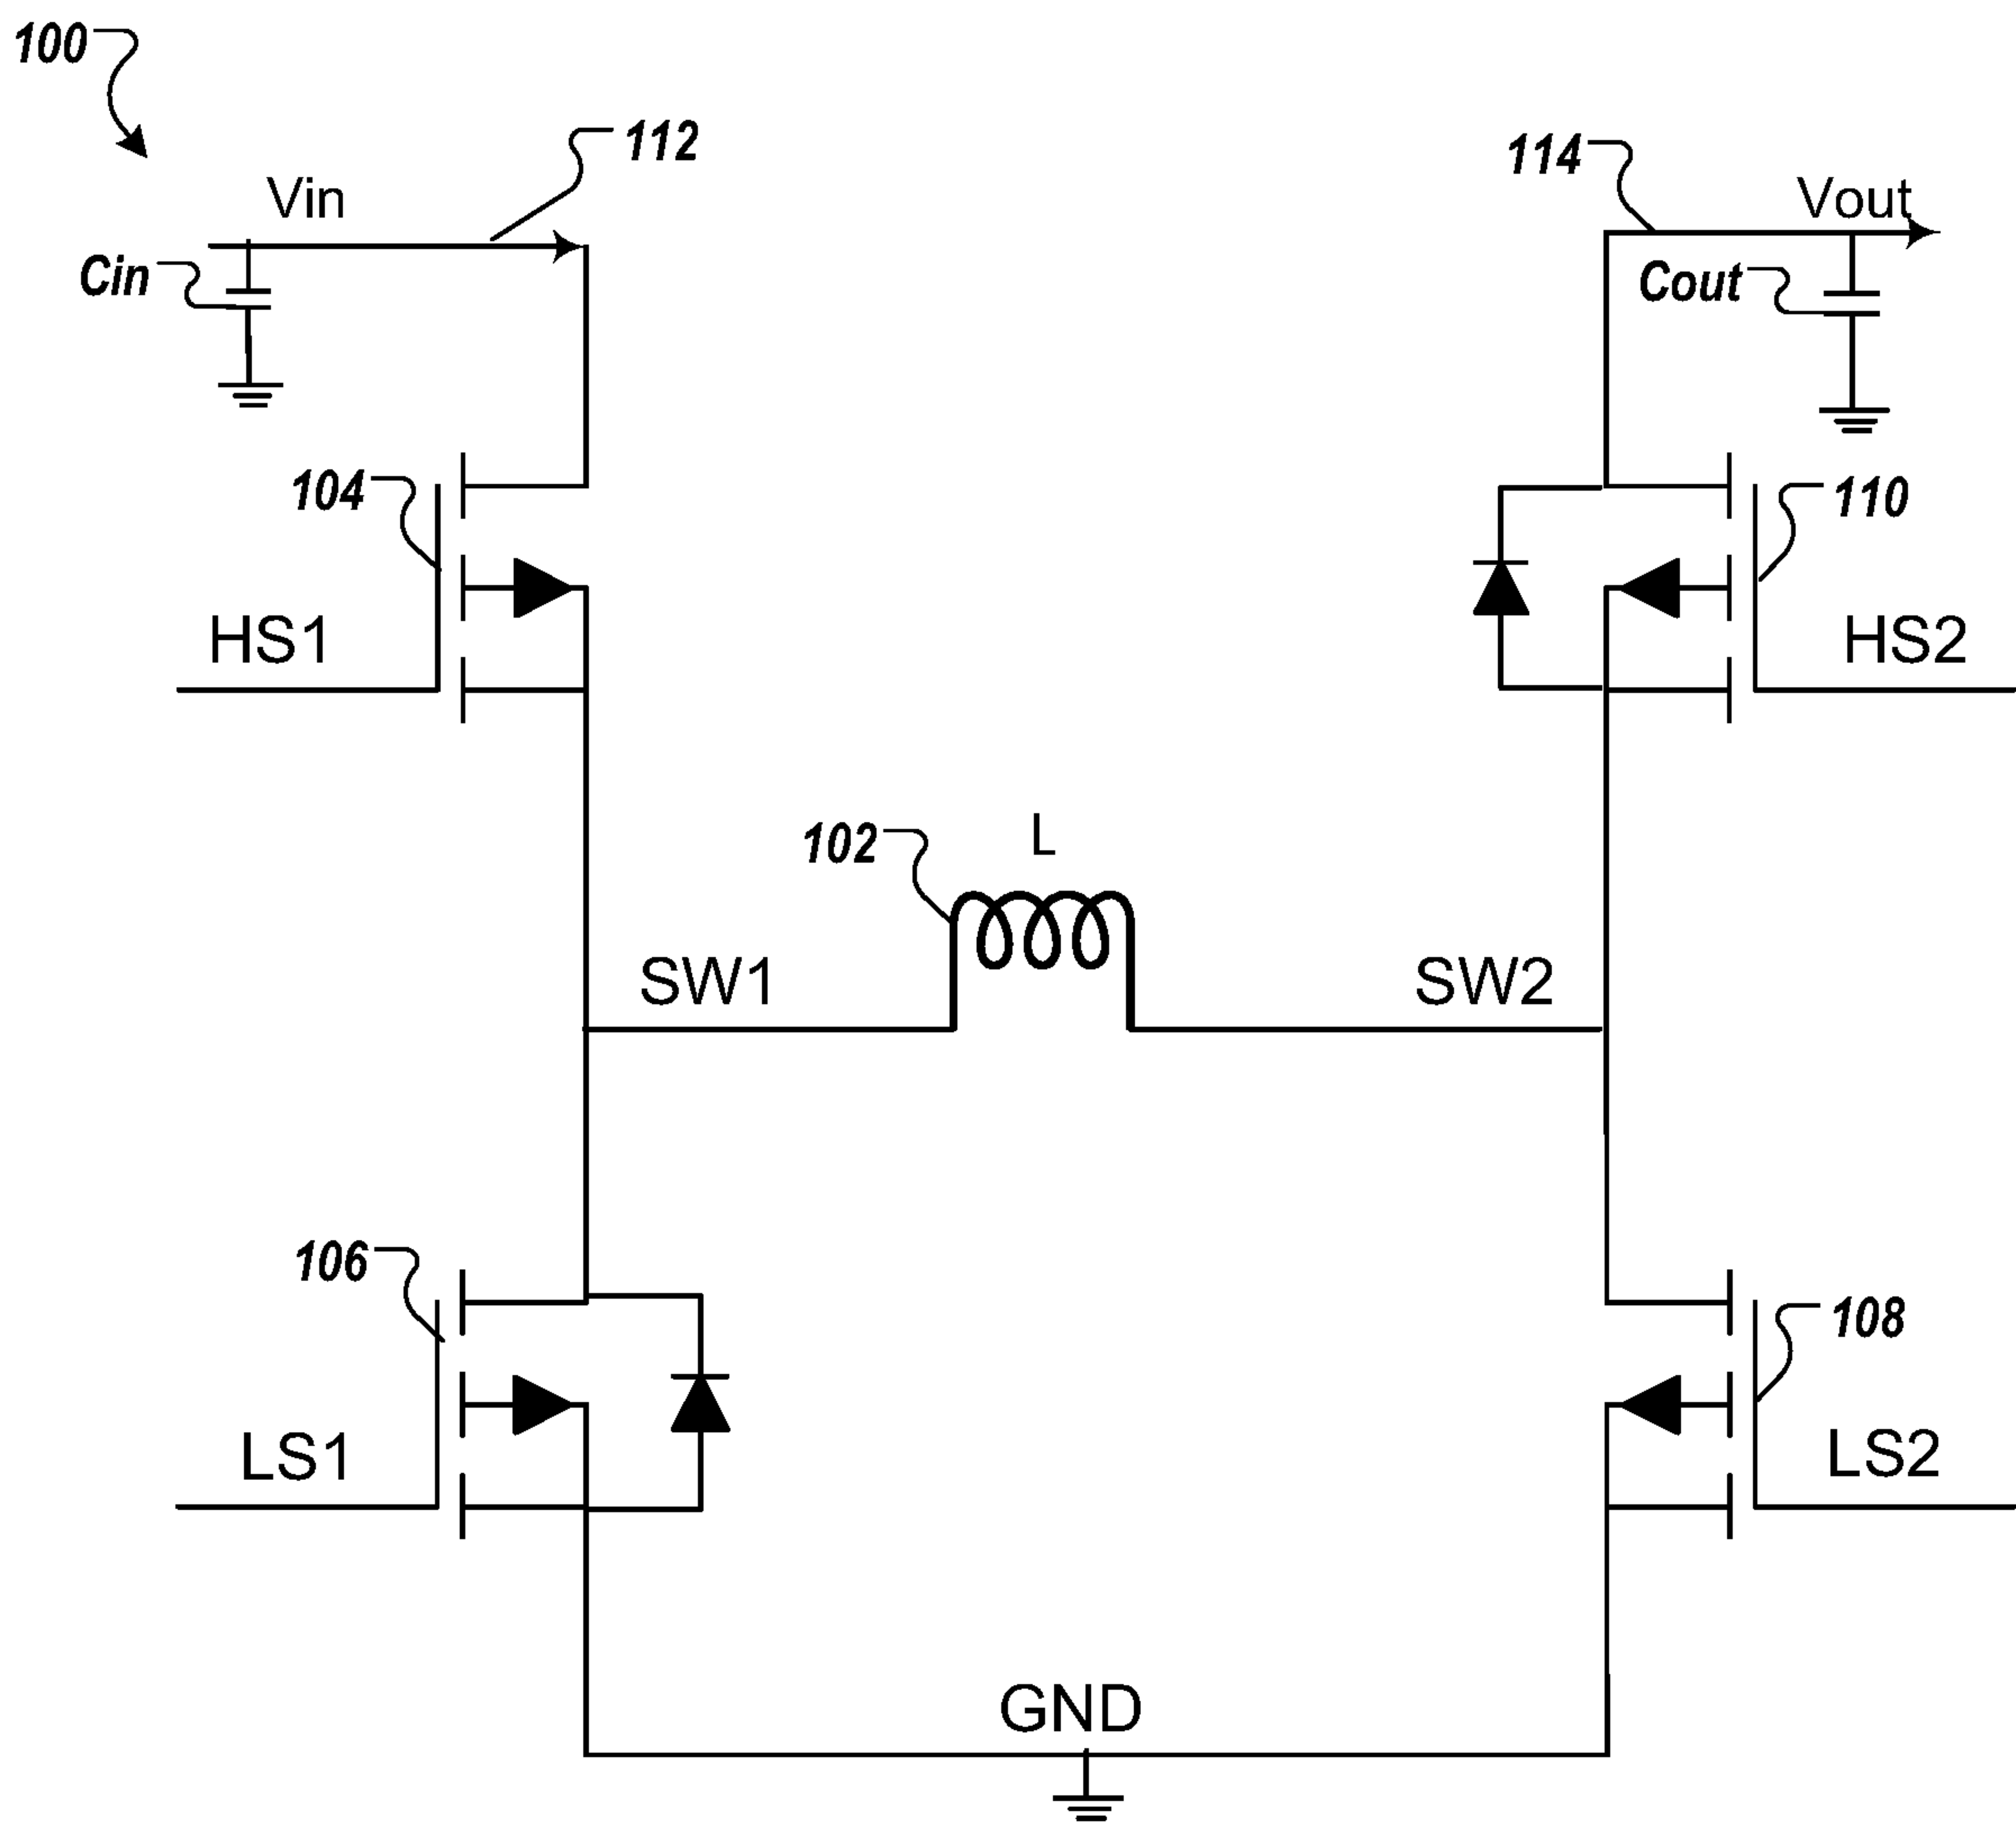 100
112
114
Vin
Vout
Cin
Cout
104
110
HS1
HS2
102
L
SW1
SW2
106
108
LS1
LS2
GND